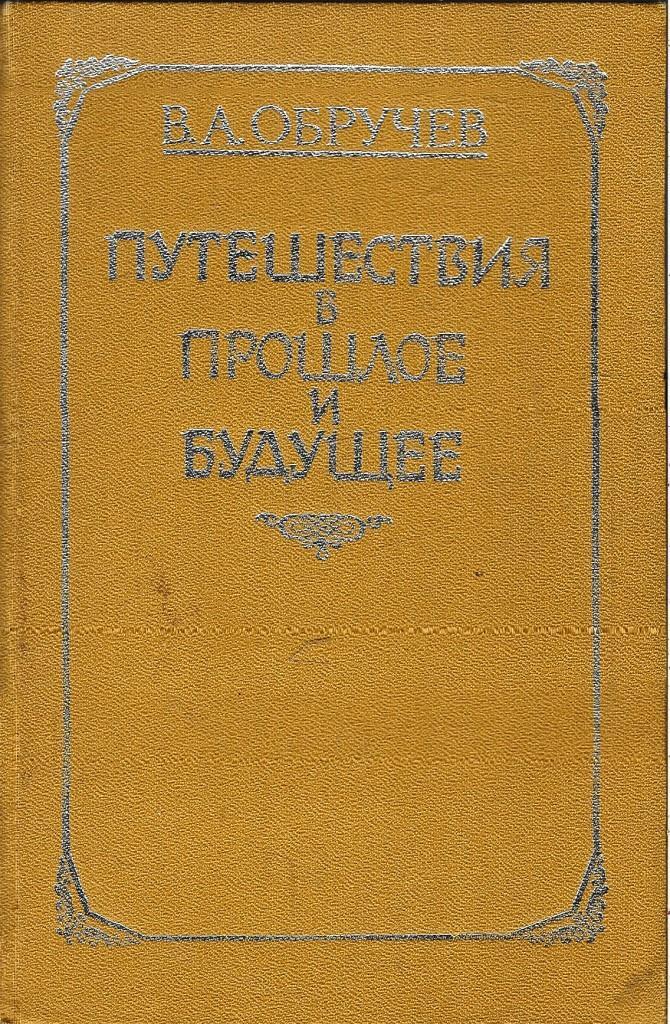 В.А.ОБРУЧЕВ
ПУТЕШЕСТВИЯ
В
ПРОШЛОЕ
И
БУДУЩЕЕ